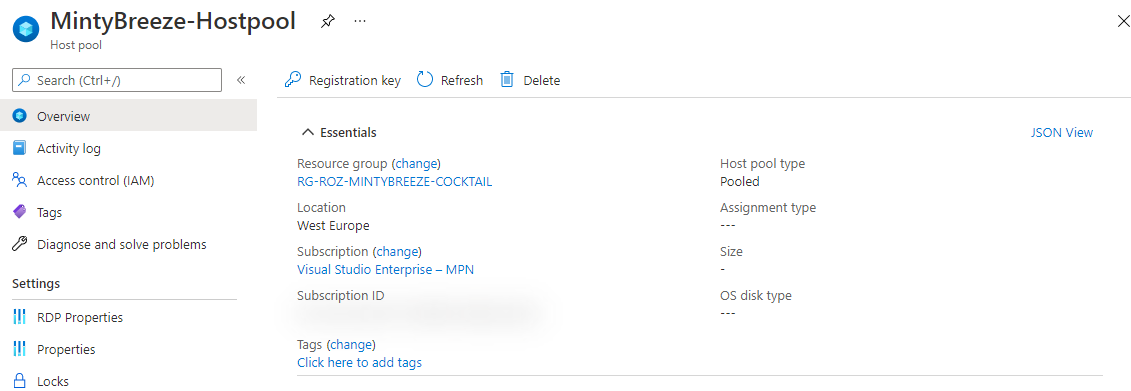 MintyBreeze-Hostpool
Host pool
Search (Ctrl+/)
Overview
Activity log
Access control (IAM)
Tags
Diagnose and solve problems
Settings
RDP Properties
Properties
Locks
Registration key Refresh Delete
Essentials JSON View
Resource group (change)
RG-ROZ-MINTYBREEZE-COCKTAIL
Location
West Europe
Subscription (change)
Visual Studio Enterprise – MPN
Subscription ID
Tags (change)
Click here to add tags
Host pool type
Pooled
Assignment type
---
Size
-
OS disk type
---